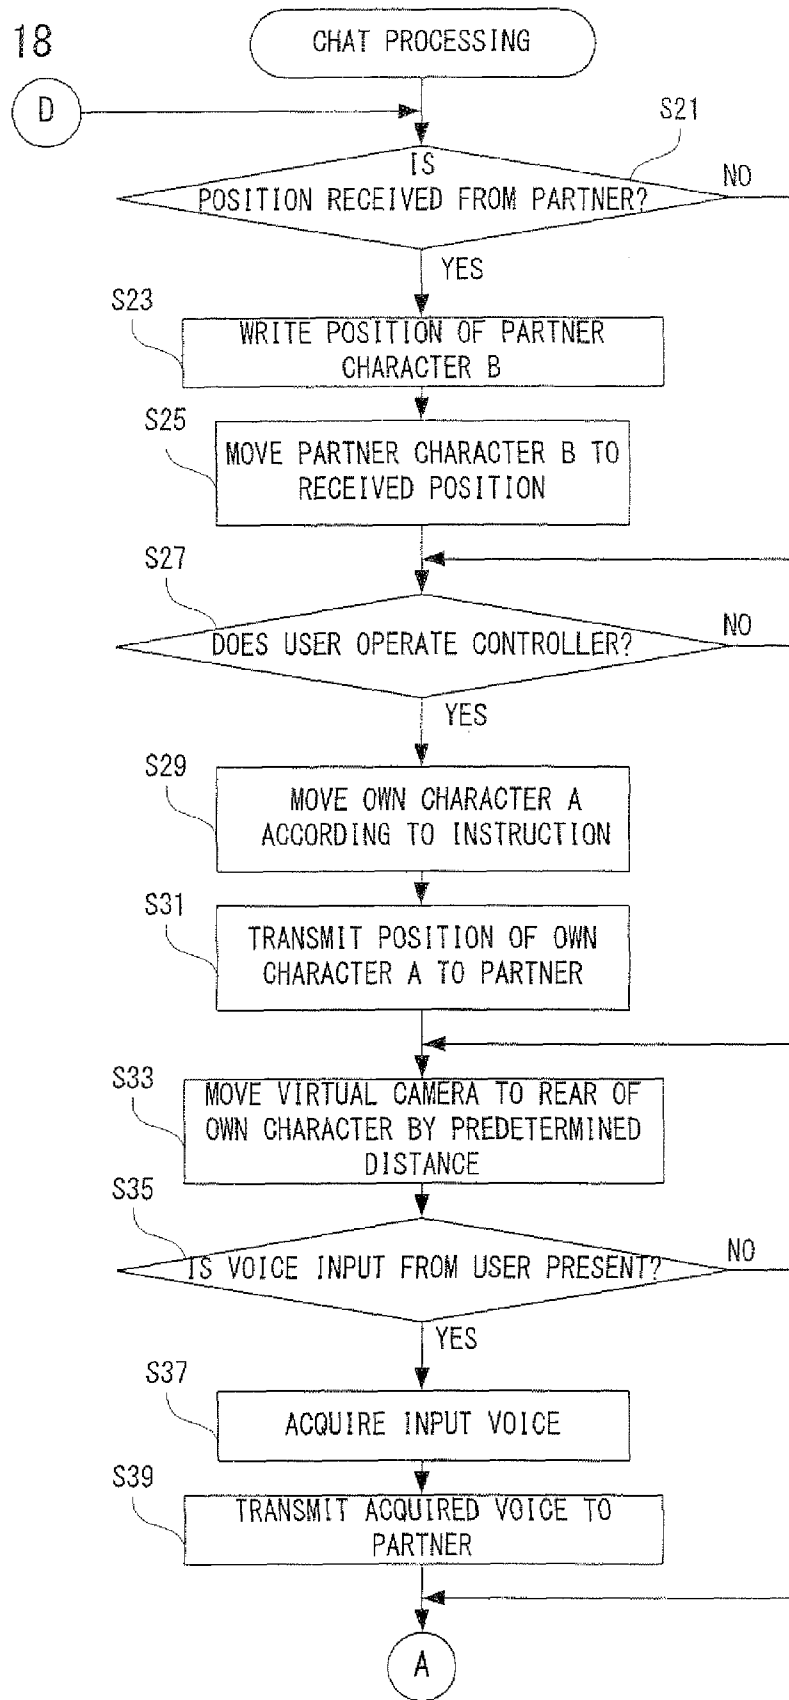 18
CHAT PROCESSING
D
S21
IS
POSITION RECEIVED FROM PARTNER?
NO
YES
S23
WRITE POSITION OF PARTNER
CHARACTER B
S25
MOVE PARTNER CHARACTER B TO
RECEIVED POSITION
S27
DOES USER OPERATE CONTROLLER?
NO
YES
S29
MOVE OWN CHARACTER A
ACCORDING TO INSTRUCTION
S31
TRANSMIT POSITION OF OWN
CHARACTER A TO PARTNER
S33
MOVE VIRTUAL CAMERA TO REAR OF
OWN CHARACTER BY PREDETERMINED
DISTANCE
S35
IS VOICE INPUT FROM USER PRESENT?
NO
YES
S37
ACQUIRE INPUT VOICE
S39
TRANSMIT ACQUIRED VOICE TO
PARTNER
A